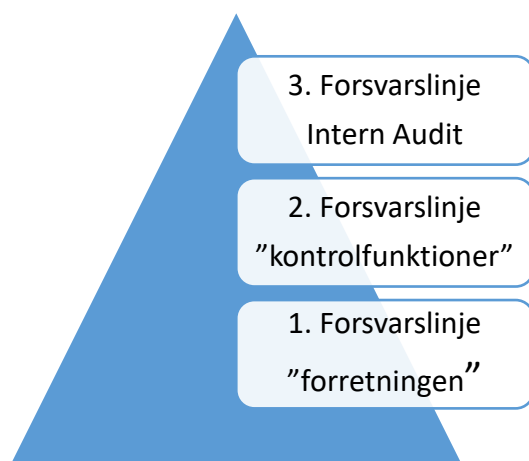 3. Forsvarslinje
Intern Audit
2. Forsvarslinje
”kontrolfunktioner”
1. Forsvarslinje
”forretningen”